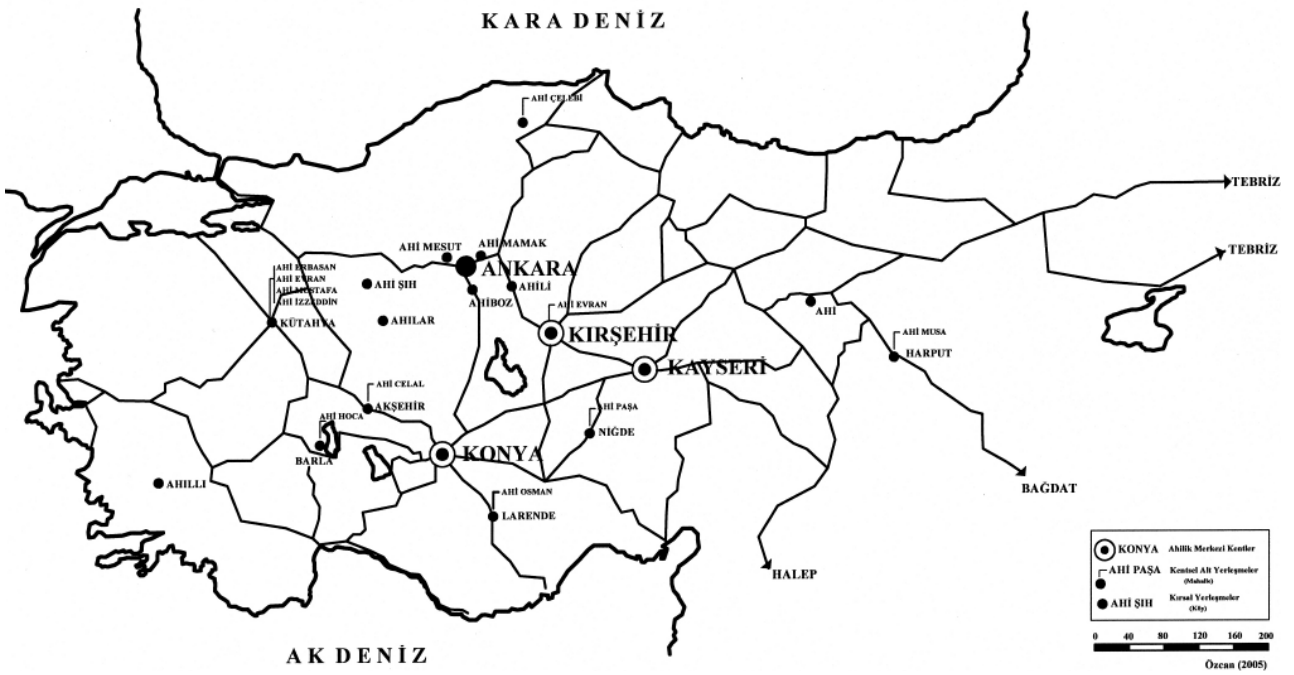 KARA DENİZ
AHİ ÇELEBİ
TEBRİZ
TEBRİZ
AHİ MESUT
AHİ MAMAK
ANKARA
AHİ ERBASAN
AHİ EVRAN
AHİ MUSTAFA
AHİ İZZEDDİN
KÜTAHYA
AHİ ŞIH
AHİBOZ
AHİLİ
AHILAR
AHİ EVRAN
KIRŞEHİR
AHİ
AHİ MUSA
HARPUT
KAYSERİ
AHİ CELAL
AKŞEHİR
AHİ HOCA
BARLA
AHİ PAŞA
NİĞDE
KONYA
AHILLI
AHİ OSMAN
LARENDE
BAĞDAT
HALEP
AK DENİZ
KONYA Ahilik Merkezi Kentler
AHİ PAŞA Kentsel Alt Yerleşmeler
(Mahalle)
AHİ ŞIH Kırsal Yerleşmeler
(Köy)
0 40 80 120 160 200
Özcan (2005)